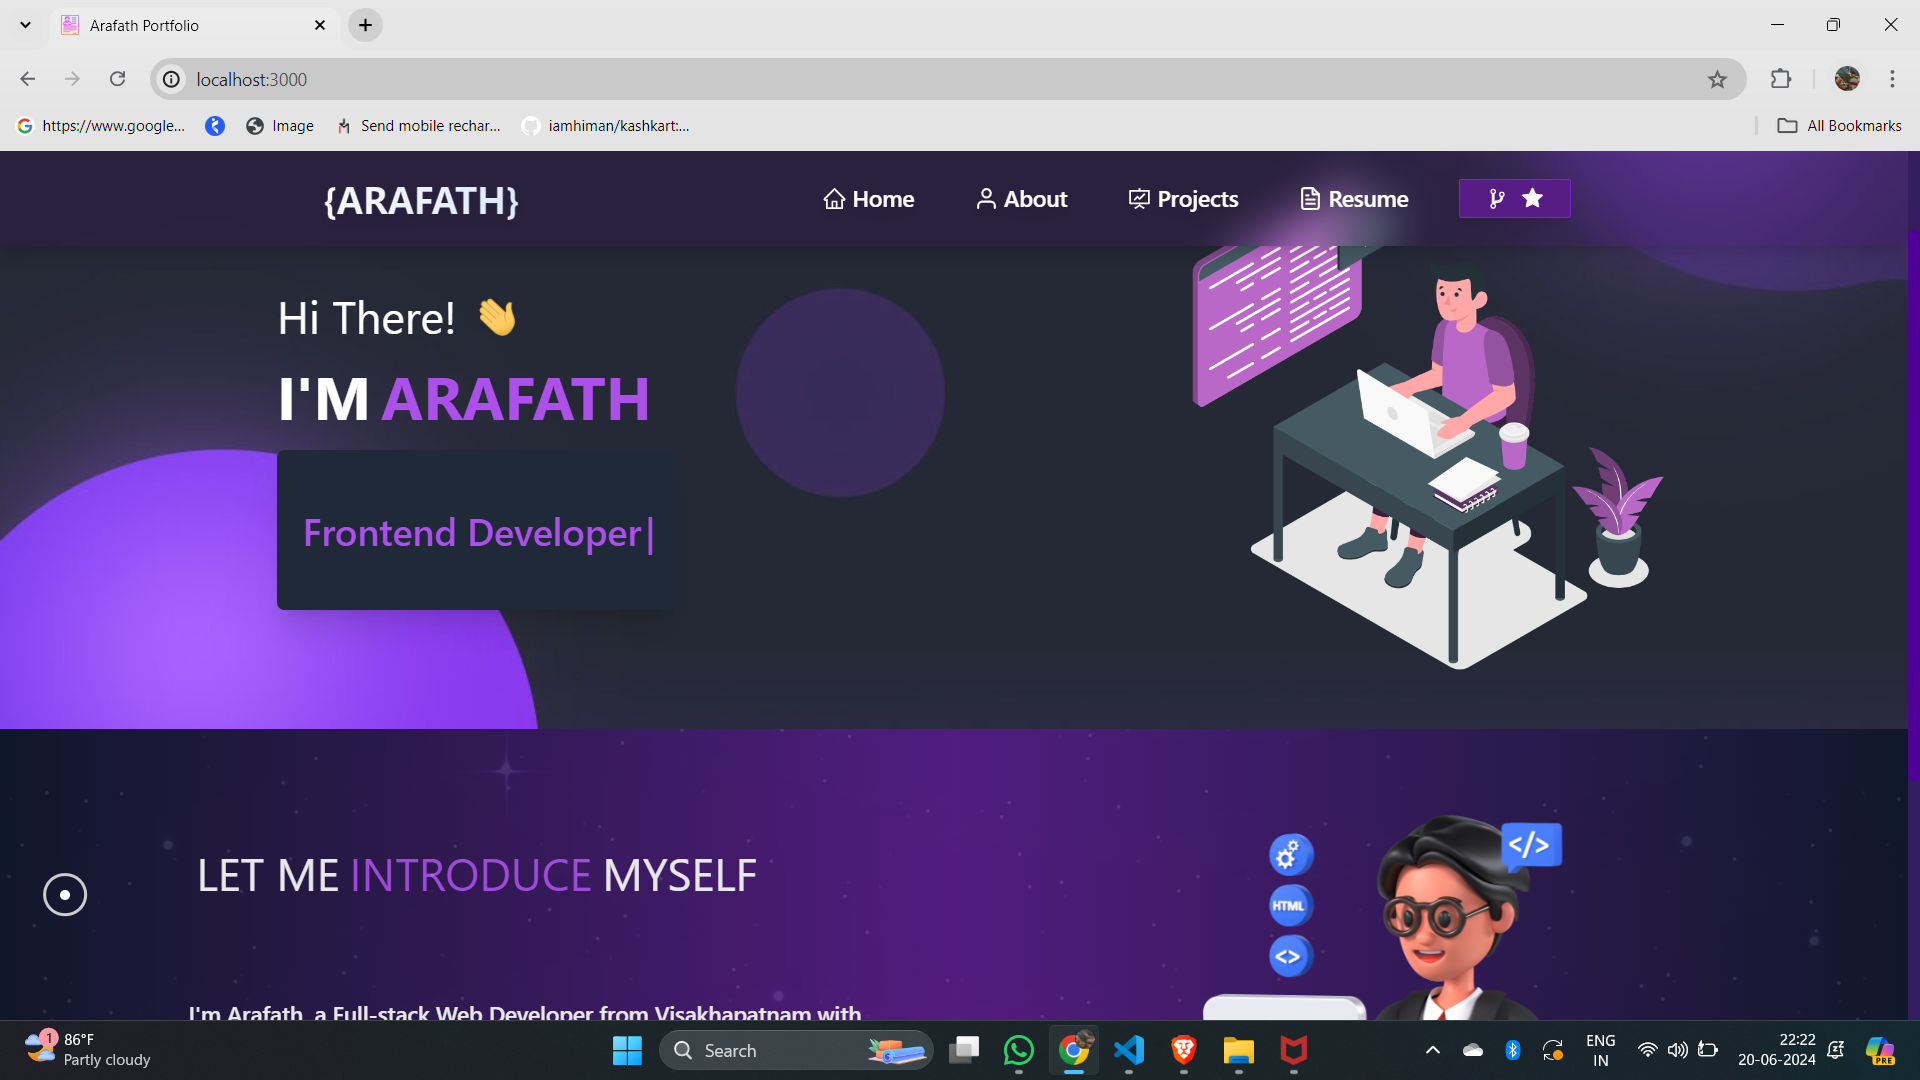 Arafath Portfolio
localhost:3000
https://www.google...
Image
Send mobile rechar...
iamhiman/kashkart:...
All Bookmarks
{ARAFATH}
Home
About
Projects
Resume
Hi There! 👋
I'M ARAFATH
Frontend Developer|
</>
HTML
<>
LET ME INTRODUCE MYSELF
I'm Arafath, a Full-stack Web Developer from Visakhapatnam with
1
86°F
Partly cloudy
Search
ENG
IN
22:22
20-06-2024
PRE